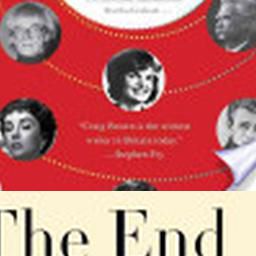 "Craig Brown is the wittiest
writer in Britain today."
—Stephen Fry
The End